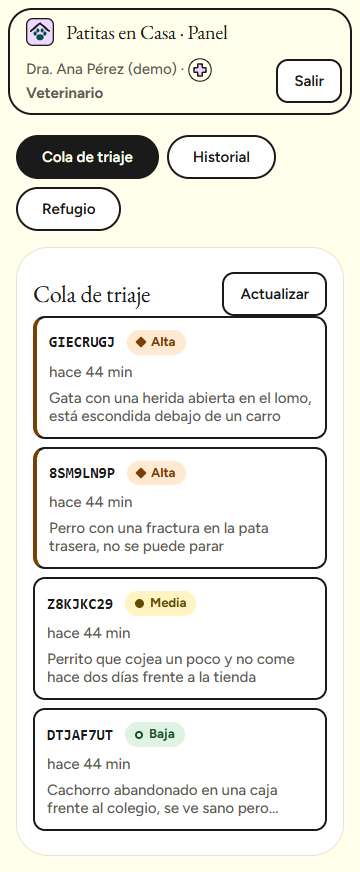 Patitas en Casa · Panel
Dra. Ana Pérez (demo) ·
Veterinario
Salir
Cola de triaje
Historial
Refugio
Cola de triaje
Actualizar
GIECRUGJ
Alta
hace 44 min
Gata con una herida abierta en el lomo,
está escondida debajo de un carro
8SM9LN9P
Alta
hace 44 min
Perro con una fractura en la pata
trasera, no se puede parar
Z8KJKC29
Media
hace 44 min
Perrito que cojea un poco y no come
hace dos días frente a la tienda
DTJAF7UT
Baja
hace 44 min
Cachorro abandonado en una caja
frente al colegio, se ve sano pero...